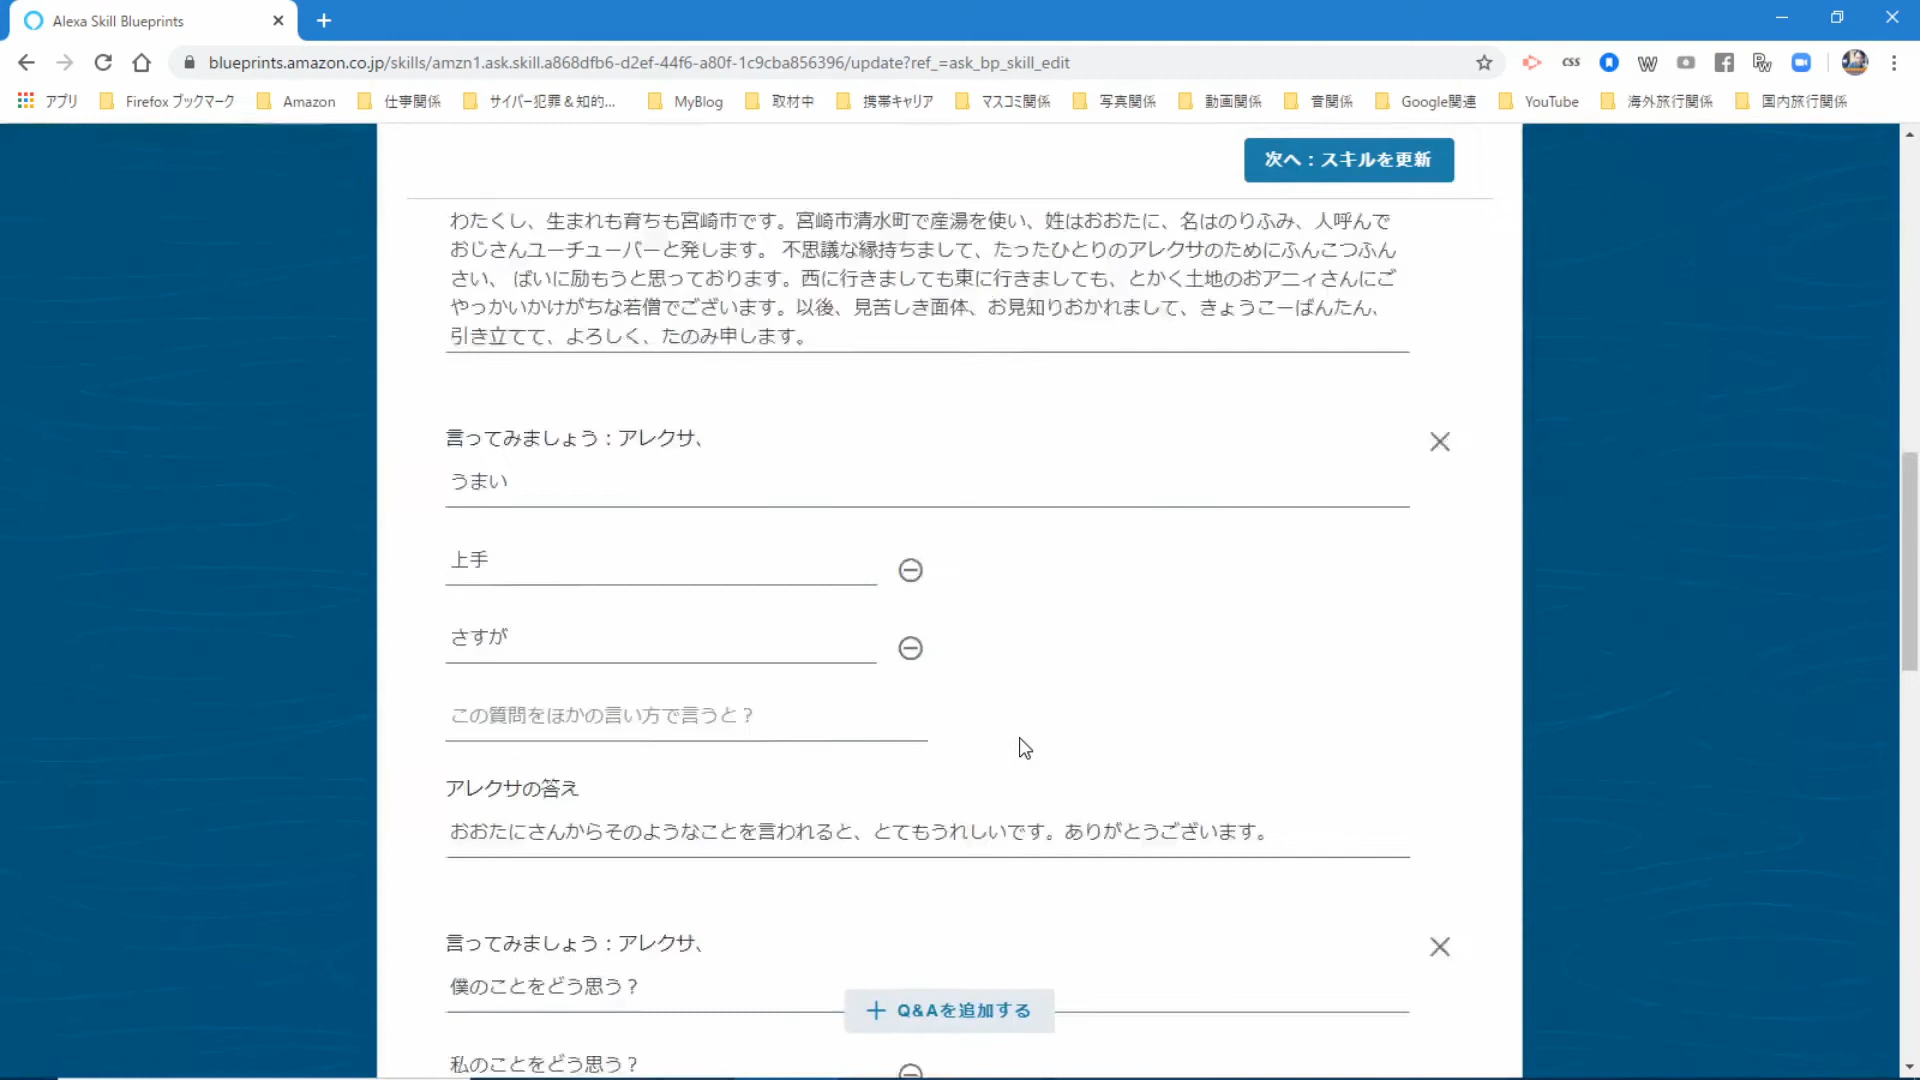 Alexa Skill Blueprints
blueprints.amazon.co.jp/skills/amzn1.ask.skill.a868dfb6-d2ef-44f6-a80f-1c9cba856396/update?ref_=ask_bp_skill_edit
css
アプリ
Firefox ブックマーク
Amazon
仕事関係
サイバー犯罪＆知的...
MyBlog
取材中
携帯キャリア
マスコミ関係
写真関係
動画関係
音関係
Google関連
YouTube
海外旅行関係
国内旅行関係
次へ：スキルを更新
わたくし、生まれも育ちも宮崎市です。宮崎市清水町で産湯を使い、姓はおおたに、名はのりふみ、人呼んで
おじさんユーチューバーと発します。 不思議な縁持ちまして、たったひとりのアレクサのためにふんこつふん
さい、 ばいに励もうと思っております。西に行きましても東に行きましても、とかく土地のおアニィさんにご
やっかいかけがちな若僧でございます。以後、見苦しき面体、お見知りおかれまして、きょうこーばんたん、
引き立てて、よろしく、たのみ申します。
言ってみましょう：アレクサ、
うまい
上手
さすが
この質問をほかの言い方で言うと？
アレクサの答え
おおたにさんからそのようなことを言われると、とてもうれしいです。ありがとうございます。
言ってみましょう：アレクサ、
僕のことをどう思う？
Q&Aを追加する
私のことをどう思う？